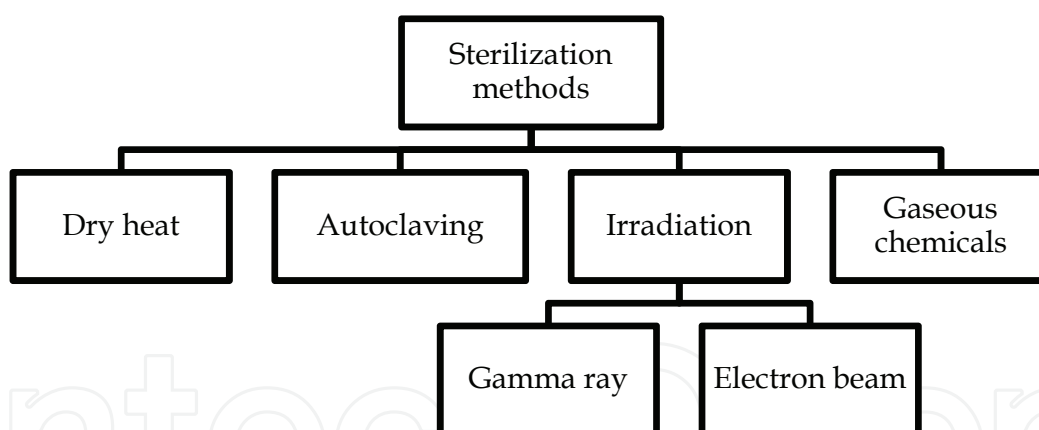 Sterilization
methods
Dry heat
Autoclaving
Irradiation
Gaseous
chemicals
Gamma ray
Electron beam